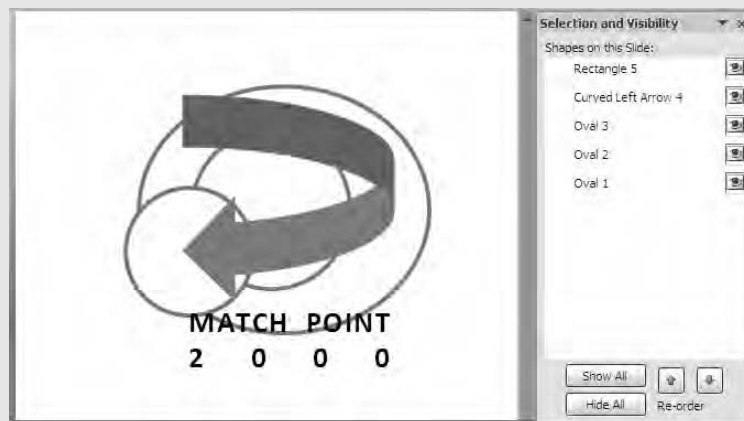 MATCH POINT
2 0 0 0
Selection and Visibility
Shapes on this Slide:
Rectangle 5
Curved Left Arrow 4
Oval 3
Oval 2
Oval 1
Show All
Hide All
Re-order